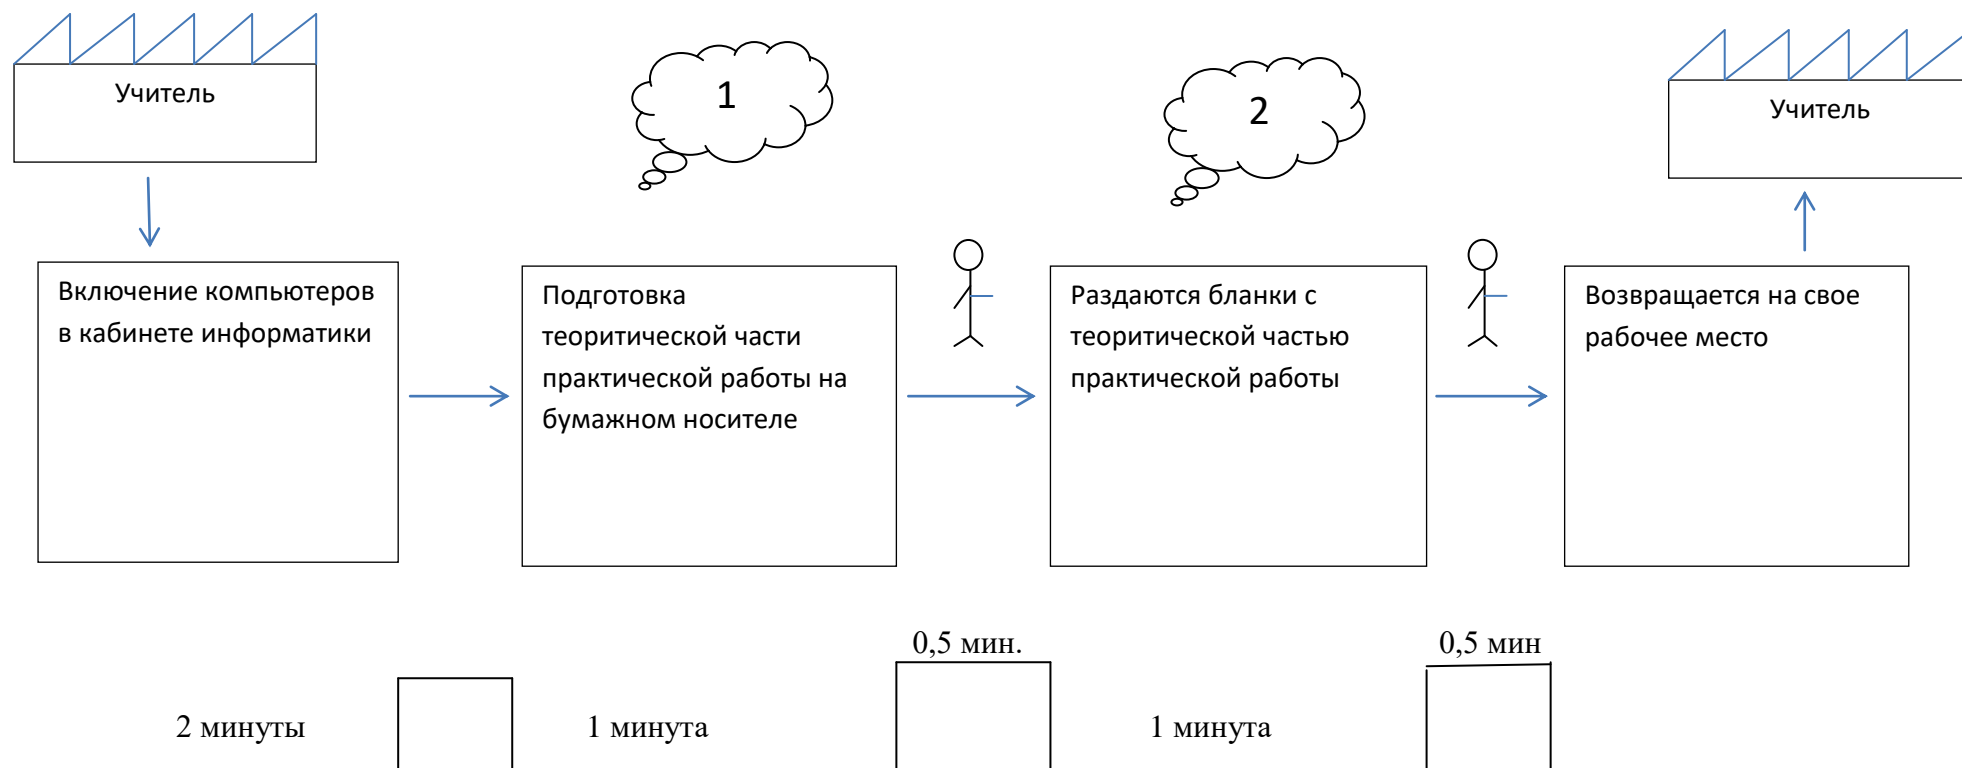 Учитель
1
2
Учитель
Включение компьютеров
в кабинете информатики
Подготовка
теоритической части
практической работы на
бумажном носителе
Раздаются бланки с
теоритической частью
практической работы
Возвращается на свое
рабочее место
0,5 мин.
0,5 мин
2 минуты
1 минута
1 минута